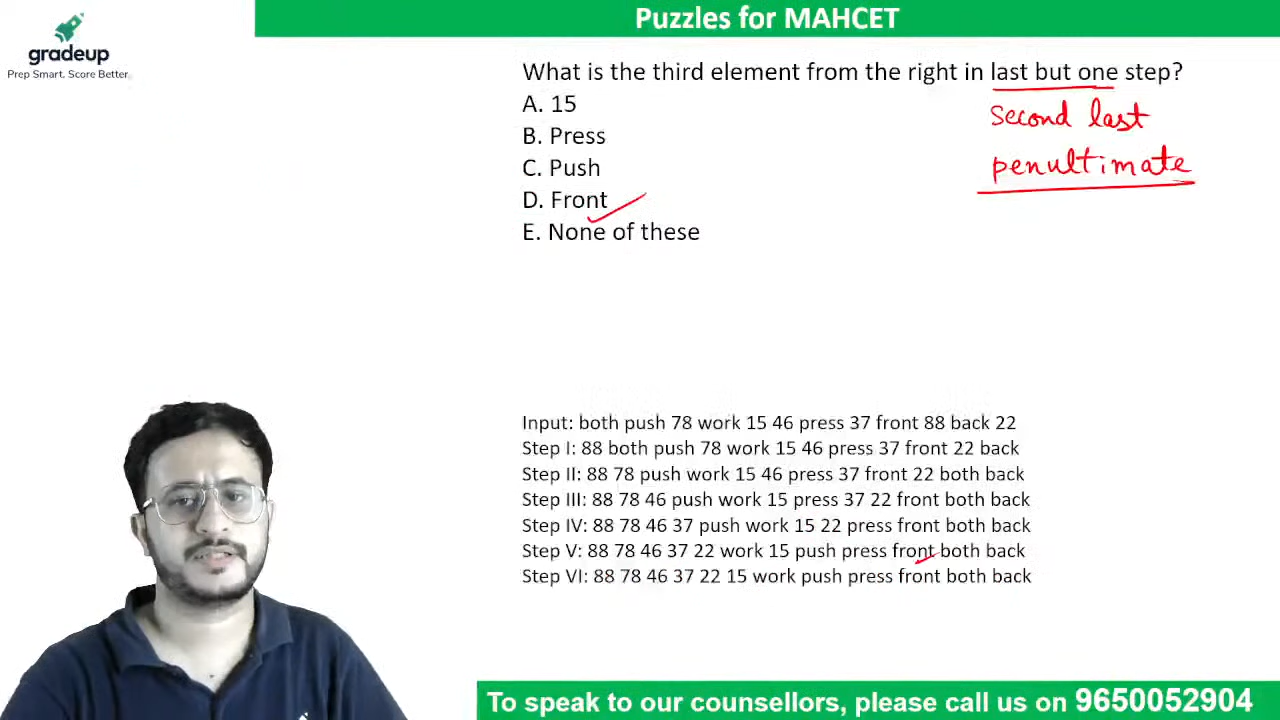 gradeup
Prep Smart. Score Better.
Puzzles for MAHCET
What is the third element from the right in last but one step?
A. 15
B. Press
C. Push
D. Front
E. None of these
second last
penultimate
Input: both push 78 work 15 46 press 37 front 88 back 22
Step I: 88 both push 78 work 15 46 press 37 front 22 back
Step II: 88 78 push work 15 46 press 37 front 22 both back
Step III: 88 78 46 push work 15 press 37 22 front both back
Step IV: 88 78 46 37 push work 15 22 press front both back
Step V: 88 78 46 37 22 work 15 push press front both back
Step VI: 88 78 46 37 22 15 work push press front both back
To speak to our counsellors, please call us on 9650052904